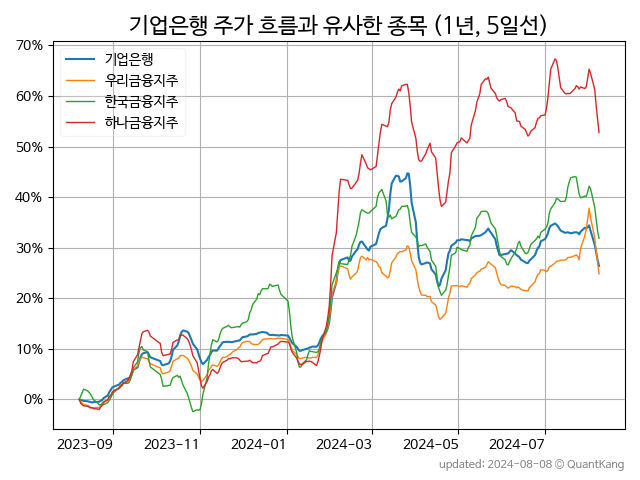 기업은행 주가 흐름과 유사한 종목 (1년, 5일선)
기업은행
우리금융지주
한국금융지주
하나금융지주
70%
60%
50%
40%
30%
20%
10%
0%
2023-09 2023-11 2024-01 2024-03 2024-05 2024-07
updated: 2024-08-08 © QuantKang